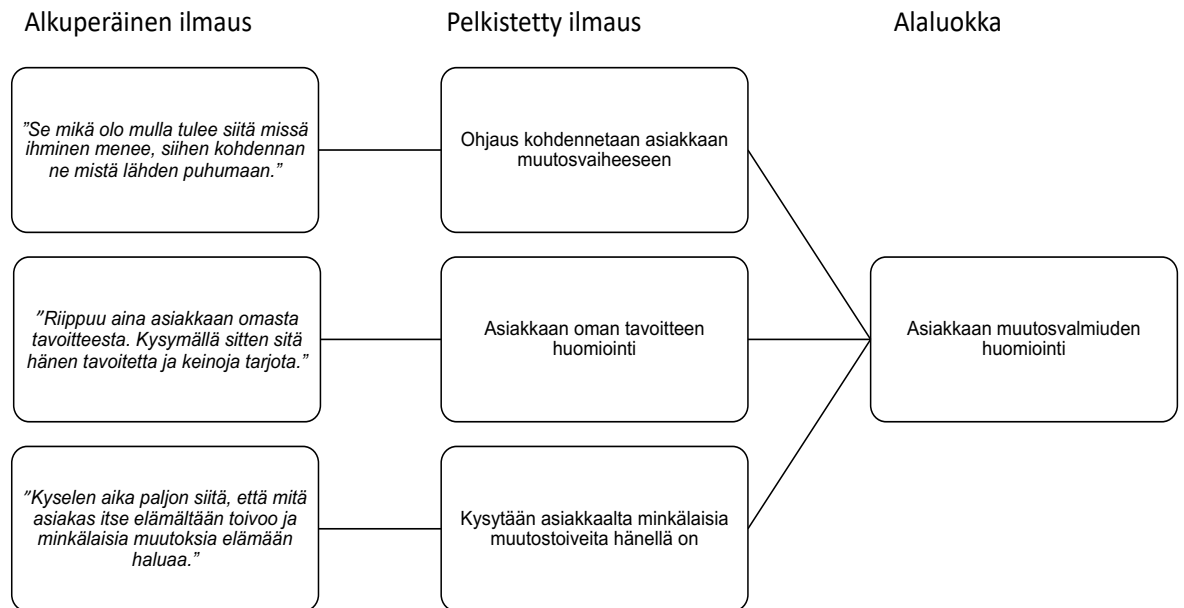 Alkuperäinen ilmaus
Pelkistetty ilmaus
Alaluokka
"Se mikä olo mulla tulee siitä missä
ihminen menee, siihen kohdennan
ne mistä lähden puhumaan."
Ohjaus kohdennetaan asiakkaan
muutosvaiheeseen
"Riippuu aina asiakkaan omasta
tavoitteesta. Kysymällä sitten sitä
hänen tavoitetta ja keinoja tarjota."
Asiakkaan oman tavoitteen
huomiointi
Asiakkaan muutosvalmiuden
huomiointi
"Kyselen aika paljon siitä, että mitä
asiakas itse elämältään toivoo ja
minkälaisia muutoksia elämään
haluaa."
Kysytään asiakkaalta minkälaisia
muutostoiveita hänellä on